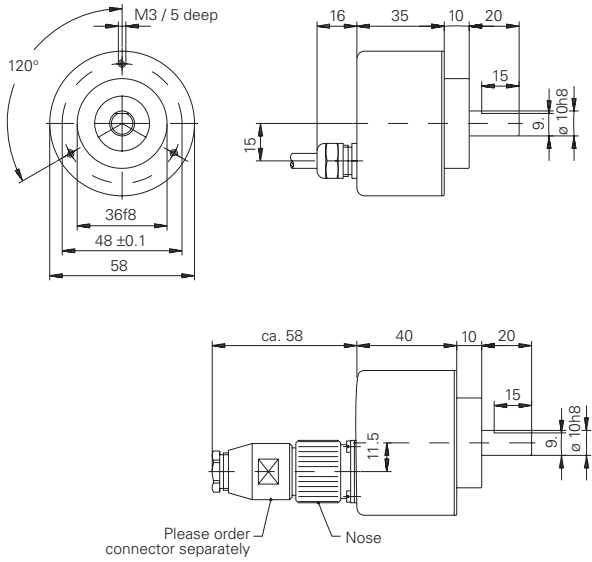 M3 / 5 deep
120°
36f8
48 ±0.1
58
16
35
10
20
15
15
9.
ø 10h8
ca. 58
40
10
20
15
11.5
9.
ø 10h8
Please order
connector separately
Nose